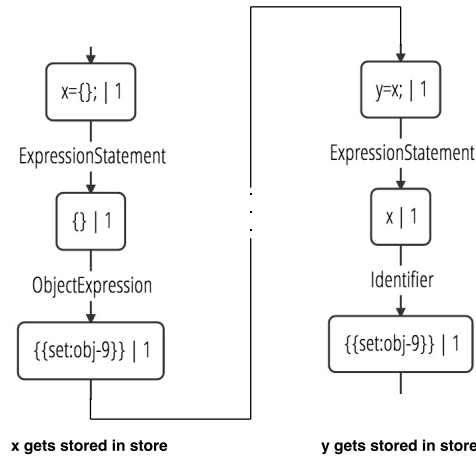 x={}; | 1
ExpressionStatement
{} | 1
ObjectExpression
{{set:obj-9}} | 1
x gets stored in store
y=x; | 1
ExpressionStatement
x | 1
Identifier
{{set:obj-9}} | 1
y gets stored in store